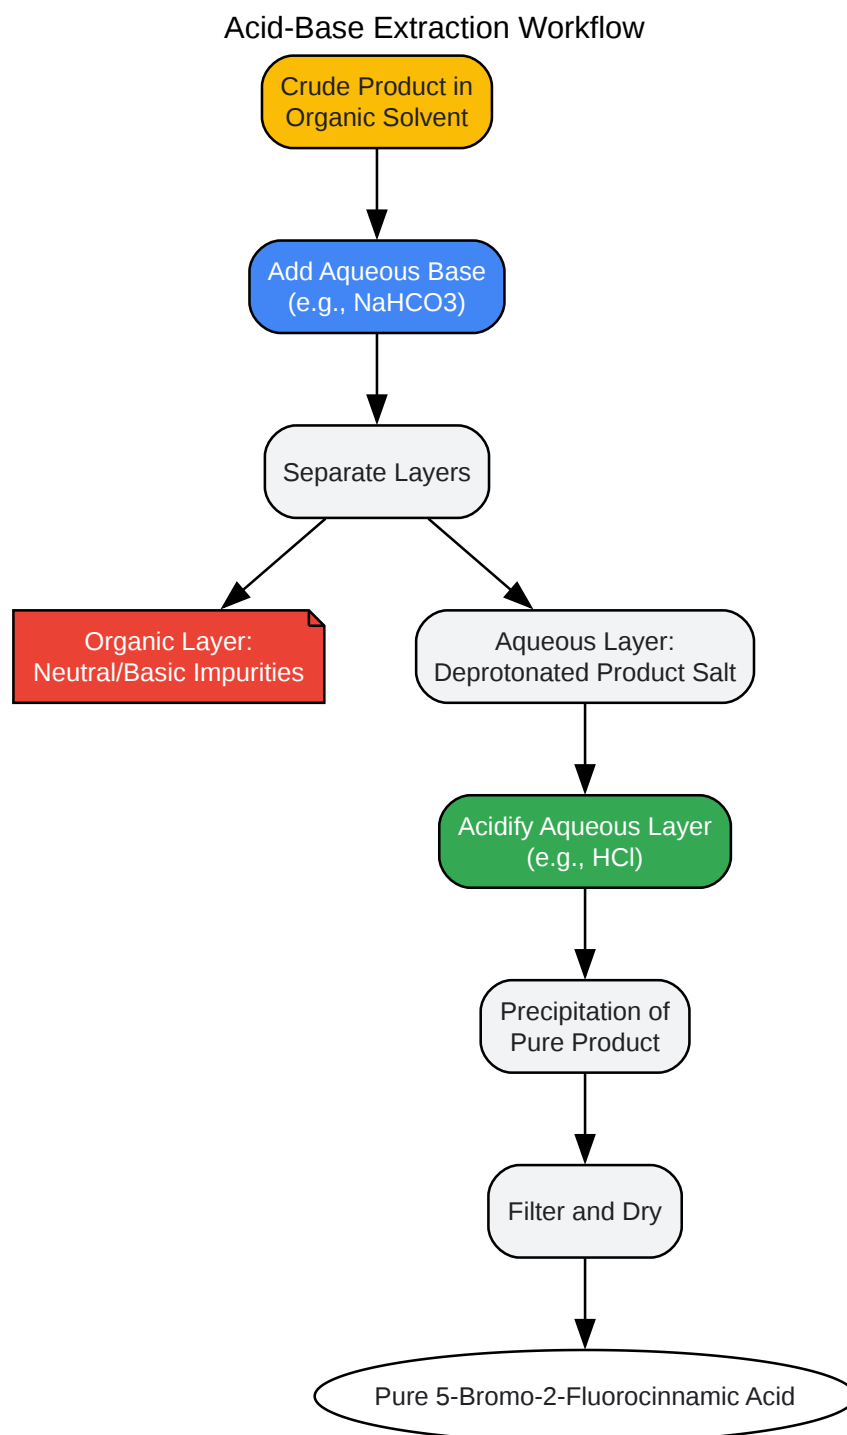 Acid-Base Extraction Workflow
Crude Product in
Organic Solvent
Add Aqueous Base
(e.g., NaHCO3)
Separate Layers
Organic Layer:
Neutral/Basic Impurities
Aqueous Layer:
Deprotonated Product Salt
Acidify Aqueous Layer
(e.g., HCl)
Precipitation of
Pure Product
Filter and Dry
Pure 5-Bromo-2-Fluorocinnamic Acid